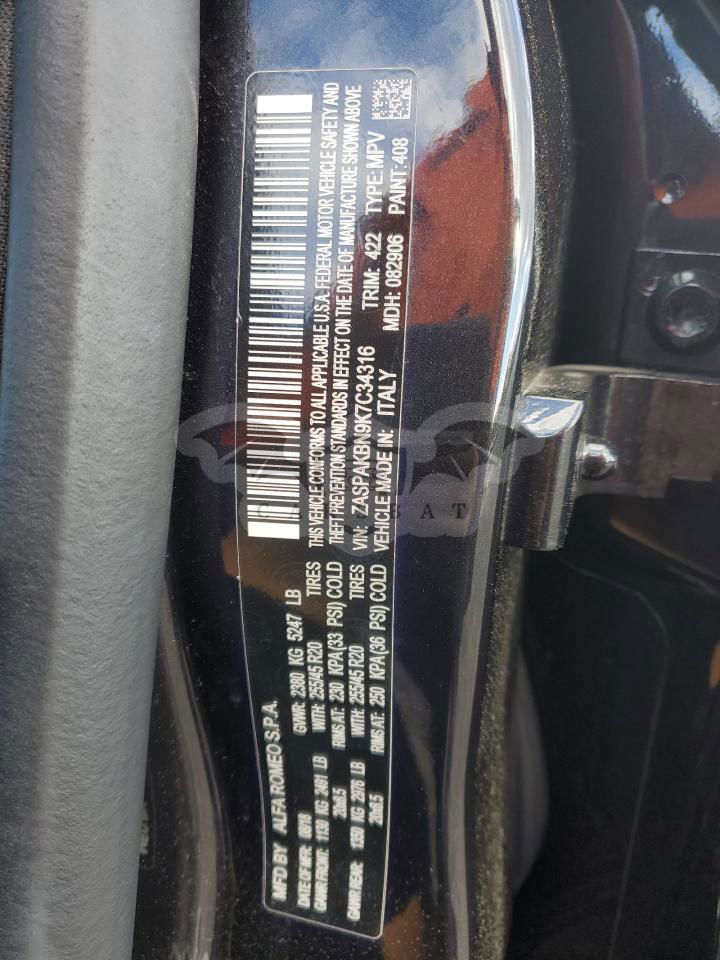 MFD BY ALFA ROMEO S.P.A.
DATE OF MFR:
GVWR: 2380 KG 5247 LB
GAWR FRONT: 1130 KG 2491 LB
WITH: 255/45 R20 TIRES
20x8.5
RIMS AT: 230 KPA(33 PSI) COLD
GAWR REAR: 1350 KG 2976 LB
WITH: 255/45 R20 TIRES
20x8.5
RIMS AT: 250 KPA(36 PSI) COLD
THIS VEHICLE CONFORMS TO ALL APPLICABLE U.S.A. FEDERAL MOTOR VEHICLE SAFETY AND
THEFT PREVENTION STANDARDS IN EFFECT ON THE DATE OF MANUFACTURE SHOWN ABOVE
VIN: ZASPAKBN9K7C34316 TRIM: 422 TYPE: MPV
VEHICLE MADE IN: ITALY MDH: 082906 PAINT: 408